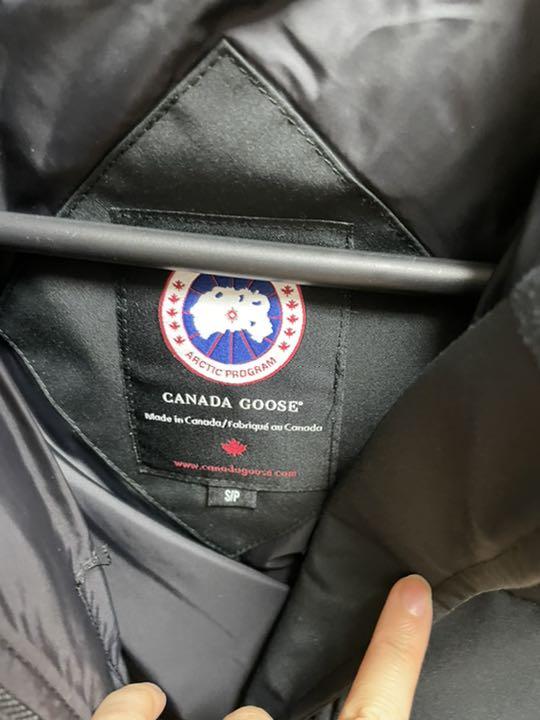 ARCTIC PROGRAM
CANADA GOOSE®
Made in Canada/Fabriqué au Canada
www.canadagoose.com
S/P